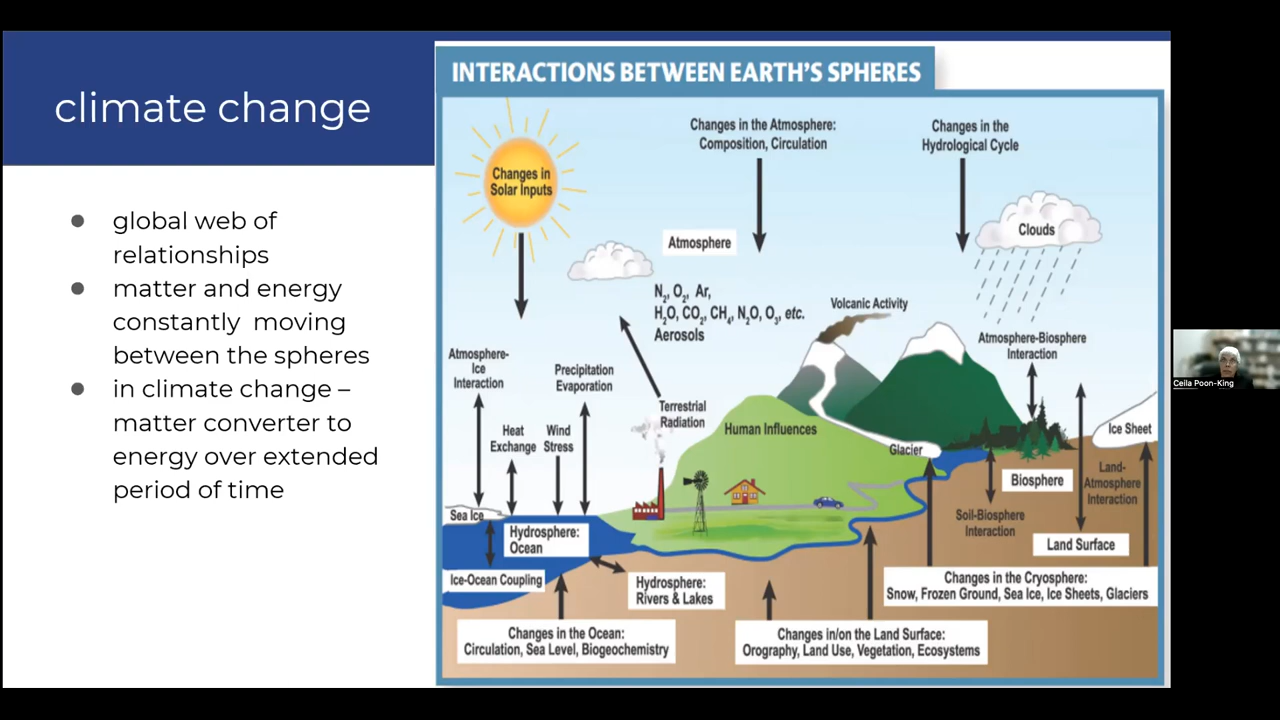 climate change
global web of
relationships
matter and energy
constantly moving
between the spheres
in climate change –
matter converter to
energy over extended
period of time
INTERACTIONS BETWEEN EARTH'S SPHERES
Changes in
Solar Inputs
Changes in the Atmosphere:
Composition, Circulation
Changes in the
Hydrological Cycle
Clouds
Atmosphere
N₂, O₂, Ar,
H₂O, CO₂, CH₄, N₂O, O₃, etc.
Aerosols
Volcanic Activity
Atmosphere-
Ice
Interaction
Precipitation
Evaporation
Atmosphere-Biosphere
Interaction
Terrestrial
Radiation
Heat
Exchange
Wind
Stress
Human Influences
Glacier
Ice Sheet
Biosphere
Land-
Atmosphere
Interaction
Sea Ice
Soil-Biosphere
Interaction
Hydrosphere:
Ocean
Land Surface
Ice-Ocean Coupling
Hydrosphere:
Rivers & Lakes
Changes in the Cryosphere:
Snow, Frozen Ground, Sea Ice, Ice Sheets, Glaciers
Changes in the Ocean:
Circulation, Sea Level, Biogeochemistry
Changes in/on the Land Surface:
Orography, Land Use, Vegetation, Ecosystems
Ceila Poon-King